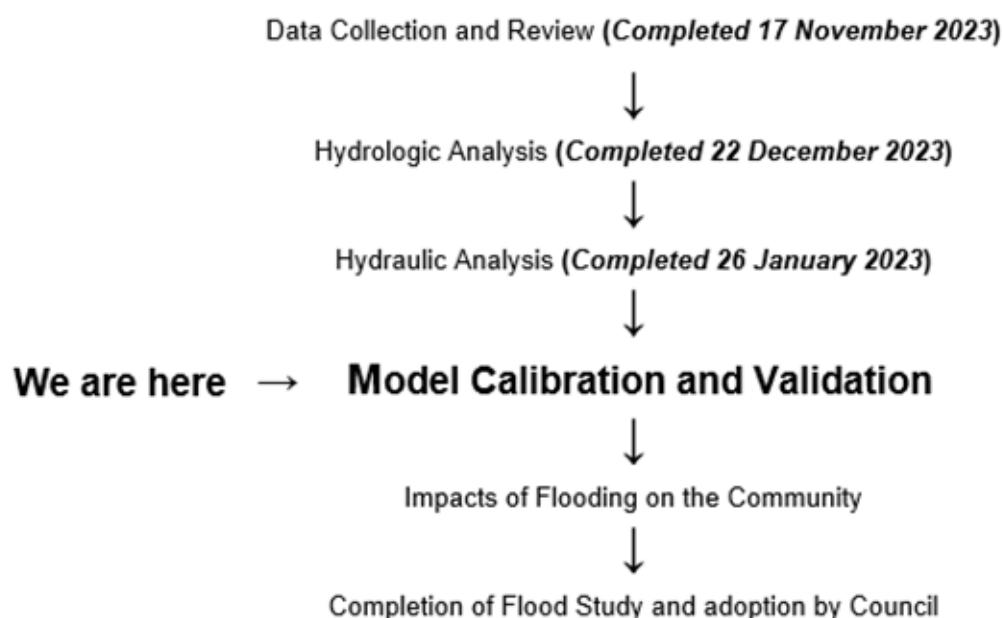 Data Collection and Review (Completed 17 November 2023)
↓
Hydrologic Analysis (Completed 22 December 2023)
↓
Hydraulic Analysis (Completed 26 January 2023)
↓
We are here → Model Calibration and Validation
↓
Impacts of Flooding on the Community
↓
Completion of Flood Study and adoption by Council